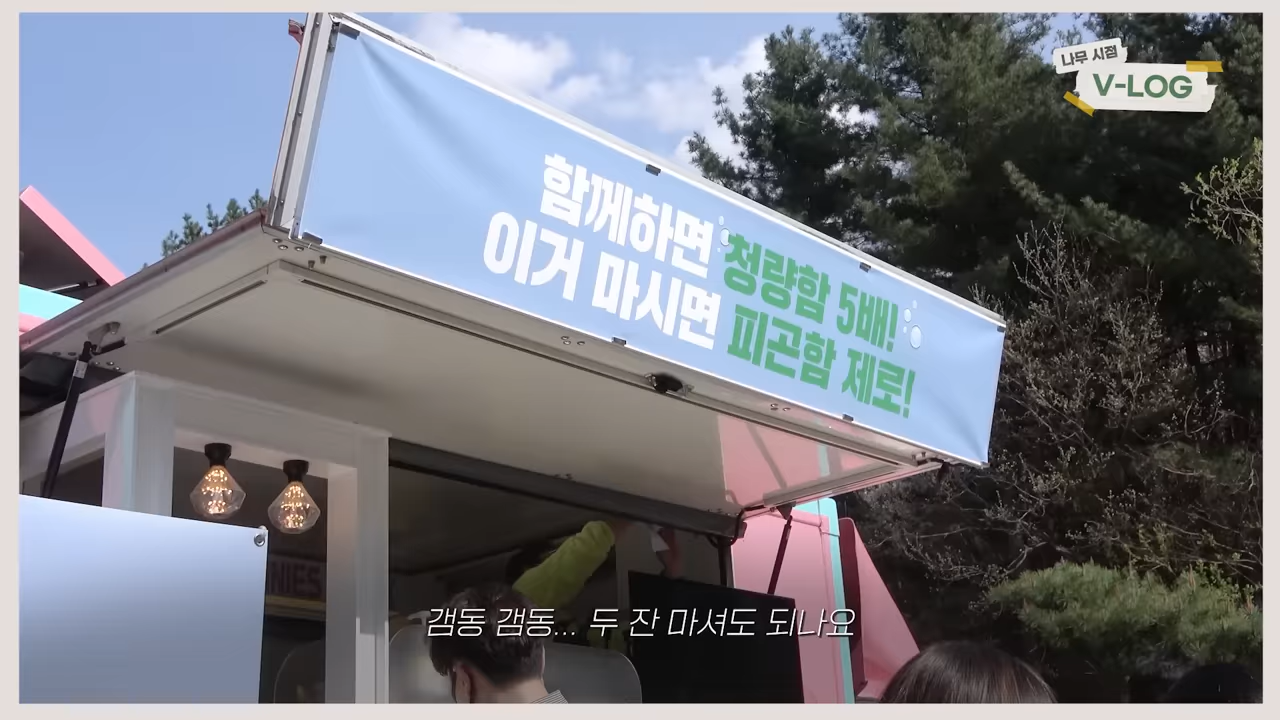 나무 시점
V-LOG
함께하면 청량함 5배!
이거 마시면 피곤함 제로!
NIES
갬동 갬동... 두 잔 마셔도 되나요